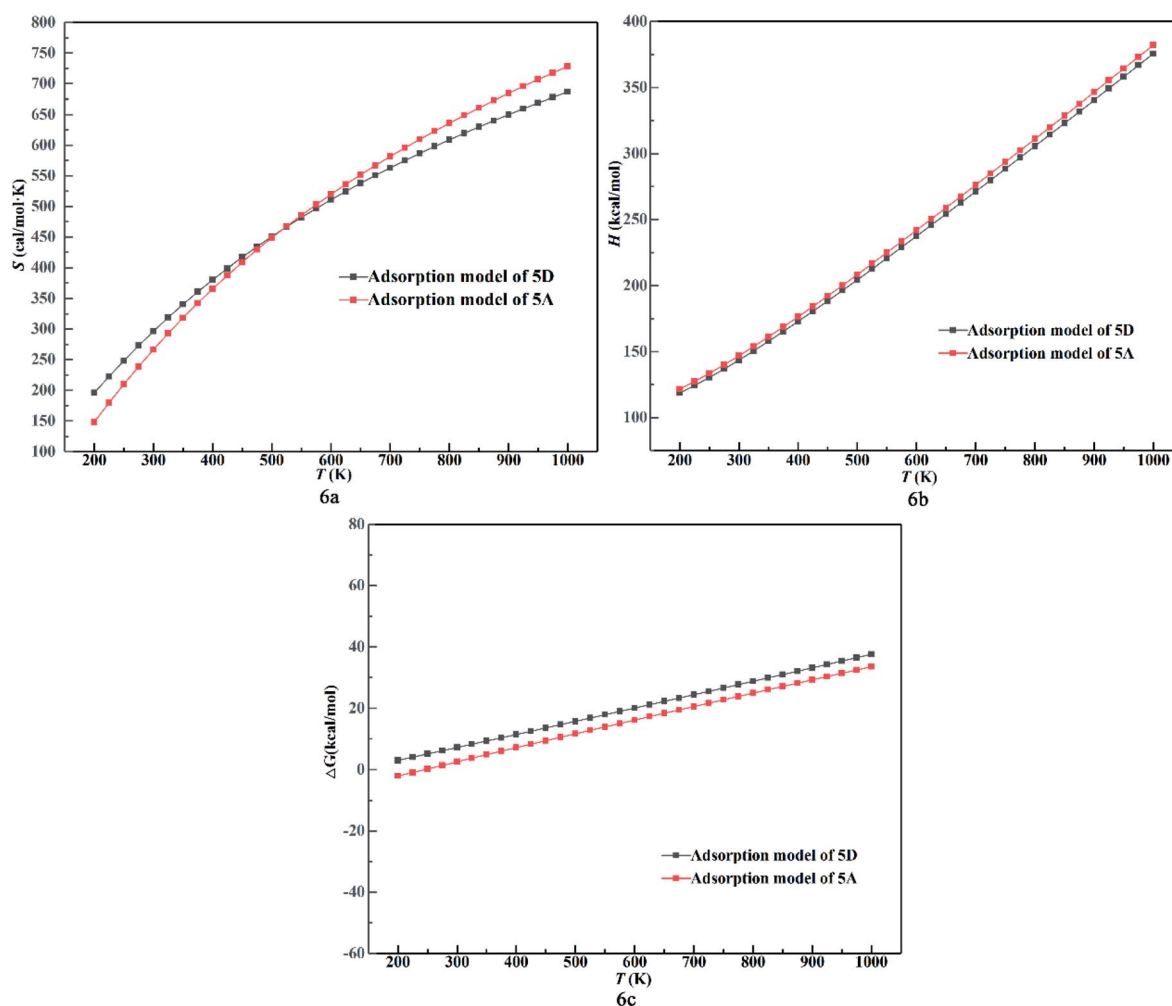 800
750
700
650
600
550
500
450
400
350
300
250
200
150
100
S (cal/mol·K)
Adsorption model of 5D
Adsorption model of 5A
200 300 400 500 600 700 800 900 1000
T (K)
6a
400
350
300
250
200
150
100
H (kcal/mol)
Adsorption model of 5D
Adsorption model of 5A
200 300 400 500 600 700 800 900 1000
T (K)
6b
80
60
40
20
0
-20
-40
-60
△G(kcal/mol)
Adsorption model of 5D
Adsorption model of 5A
200 300 400 500 600 700 800 900 1000
T (K)
6c